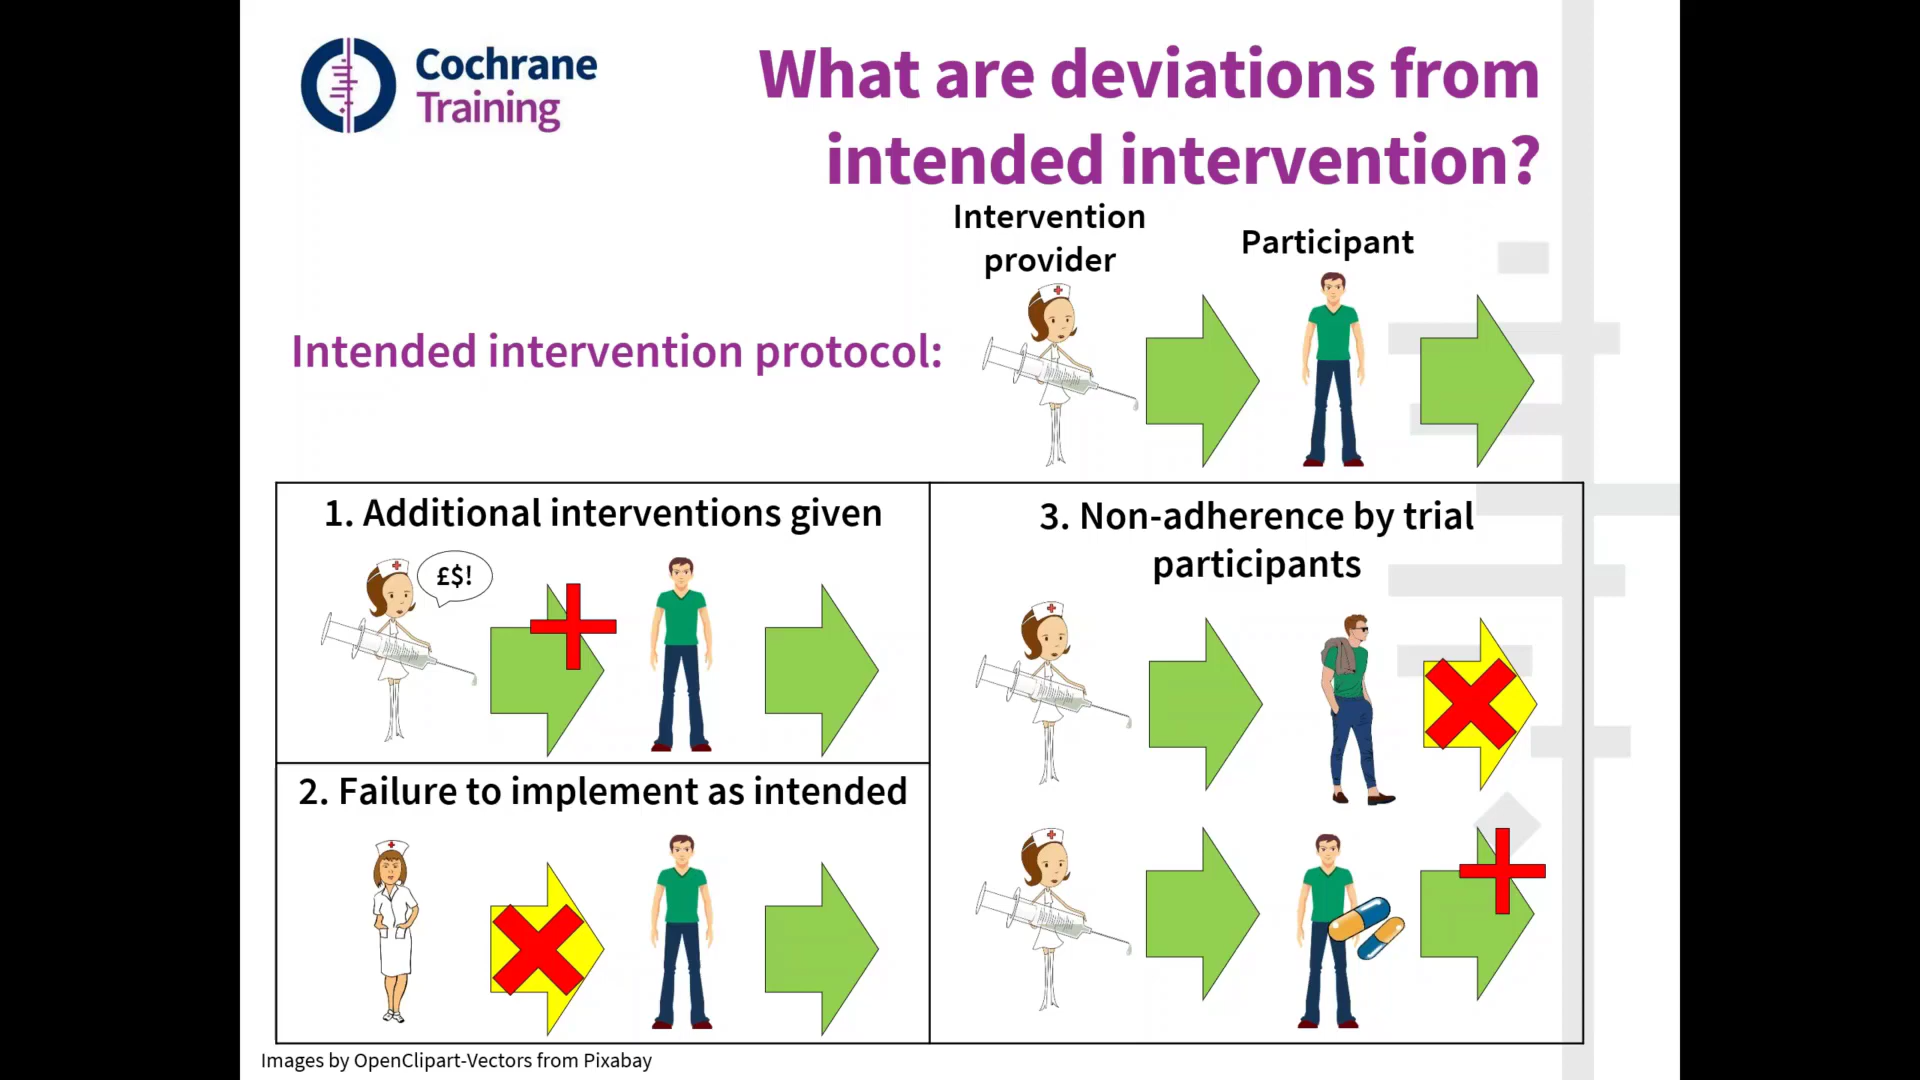 Cochrane
Training
What are deviations from
intended intervention?
Intervention
provider
Participant
Intended intervention protocol:
1. Additional interventions given
£$!
2. Failure to implement as intended
3. Non-adherence by trial
participants
Images by OpenClipart-Vectors from Pixabay